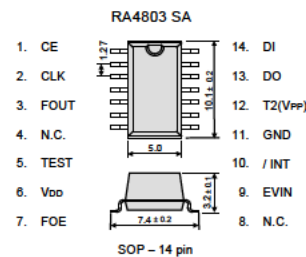 RA4803 SA
1. CE
2. CLK
3. FOUT
4. N.C.
5. TEST
6. VDD
7. FOE
14. DI
13. DO
12. T2(VPP)
11. GND
10. / INT
9. EVIN
8. N.C.
1.27
10.1 ± 0.2
5.0
3.2 ± 0.1
7.4 ± 0.2
SOP – 14 pin